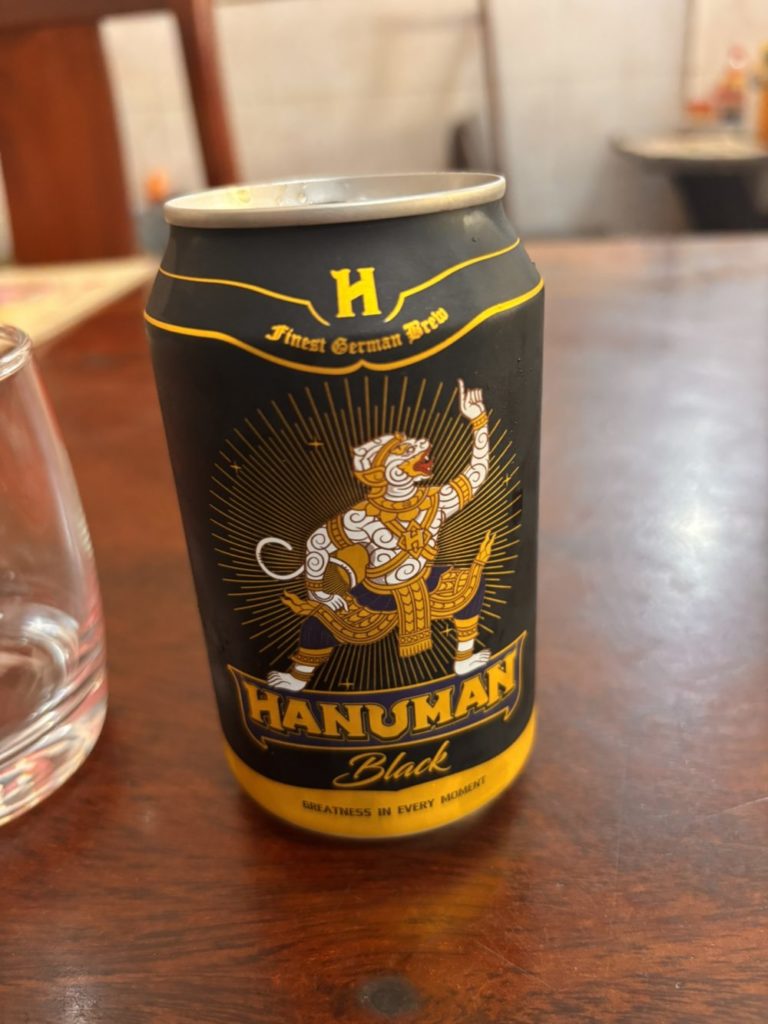 H
Finest German Brew
H
HANUMAN
Black
GREATNESS IN EVERY MOMENT